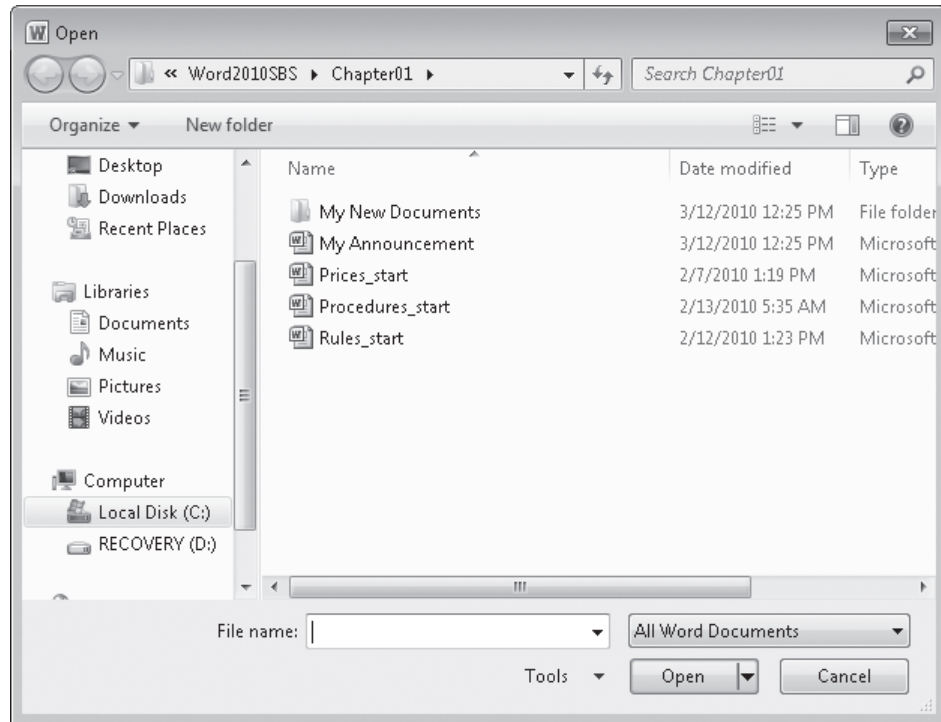 Open
« Word2010SBS ▸ Chapter01 ▸ Search Chapter01
Organize New folder
Desktop
Downloads
Recent Places
Libraries
Documents
Music
Pictures
Videos
Computer
Local Disk (C:)
RECOVERY (D:)
Name Date modified Type
My New Documents 3/12/2010 12:25 PM File folder
My Announcement 3/12/2010 12:25 PM Microsoft
Prices_start 2/7/2010 1:19 PM Microsoft
Procedures_start 2/13/2010 5:35 AM Microsoft
Rules_start 2/12/2010 1:23 PM Microsoft
File name: All Word Documents
Tools Open Cancel